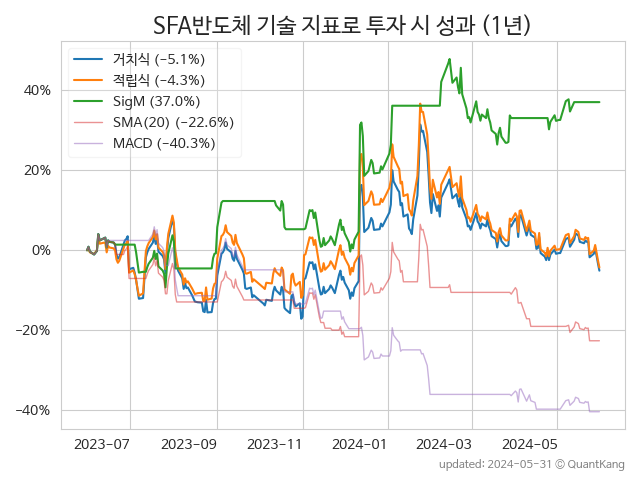 SFA반도체 기술 지표로 투자 시 성과 (1년)
거치식 (−5.1%)
적립식 (−4.3%)
SigM (37.0%)
SMA(20) (−22.6%)
MACD (−40.3%)
40%
20%
0%
−20%
−40%
2023-07 2023-09 2023-11 2024-01 2024-03 2024-05
updated: 2024-05-31 © QuantKang